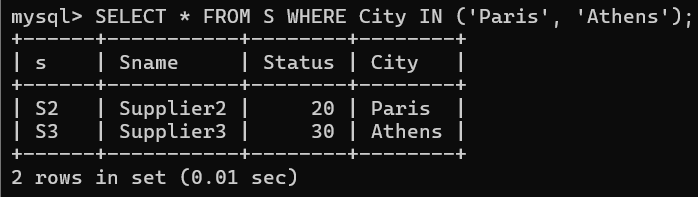 mysql> SELECT * FROM S WHERE City IN ('Paris', 'Athens');
+------+-----------+--------+--------+
| s    | Sname     | Status | City   |
+------+-----------+--------+--------+
| S2   | Supplier2 |     20 | Paris  |
| S3   | Supplier3 |     30 | Athens |
+------+-----------+--------+--------+
2 rows in set (0.01 sec)